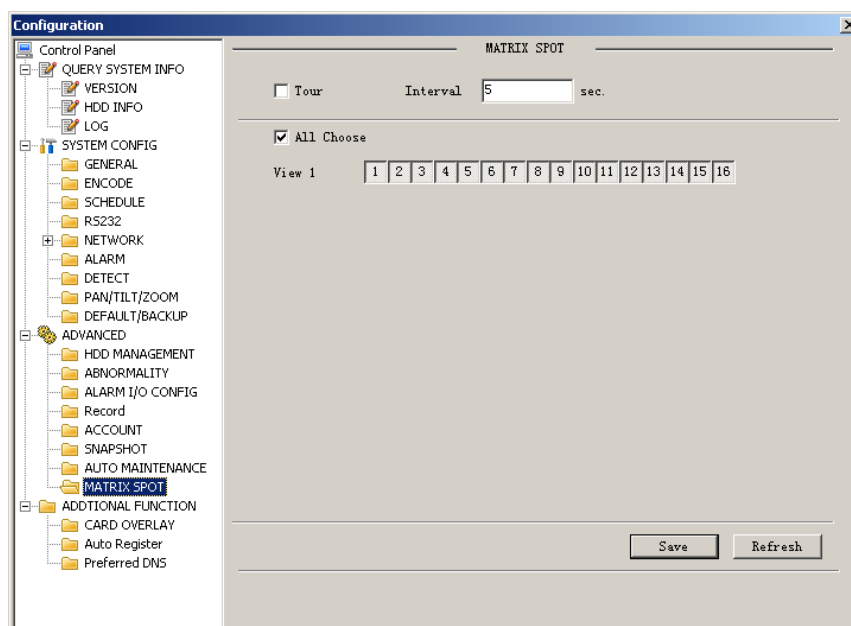 Configuration
Control Panel
QUERY SYSTEM INFO
VERSION
HDD INFO
LOG
SYSTEM CONFIG
GENERAL
ENCODE
SCHEDULE
RS232
NETWORK
ALARM
DETECT
PAN/TILT/ZOOM
DEFAULT/BACKUP
ADVANCED
HDD MANAGEMENT
ABNORMALITY
ALARM I/O CONFIG
Record
ACCOUNT
SNAPSHOT
AUTO MAINTENANCE
MATRIX SPOT
ADDTIONAL FUNCTION
CARD OVERLAY
Auto Register
Preferred DNS
MATRIX SPOT
Tour Interval 5 sec.
All Choose
View 1 1 2 3 4 5 6 7 8 9 10 11 12 13 14 15 16
Save Refresh